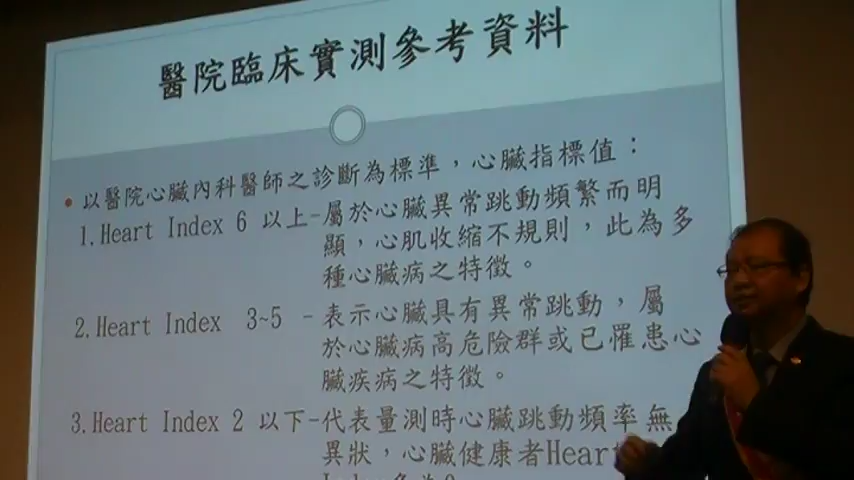 醫院臨床實測參考資料
• 以醫院心臟內科醫師之診斷為標準，心臟指標值：
1.Heart Index 6 以上-屬於心臟異常跳動頻繁而明
顯，心肌收縮不規則，此為多
種心臟病之特徵。
2.Heart Index 3~5 -表示心臟具有異常跳動，屬
於心臟病高危險群或已罹患心
臟疾病之特徵。
3.Heart Index 2 以下-代表量測時心臟跳動頻率無
異狀，心臟健康者Heart